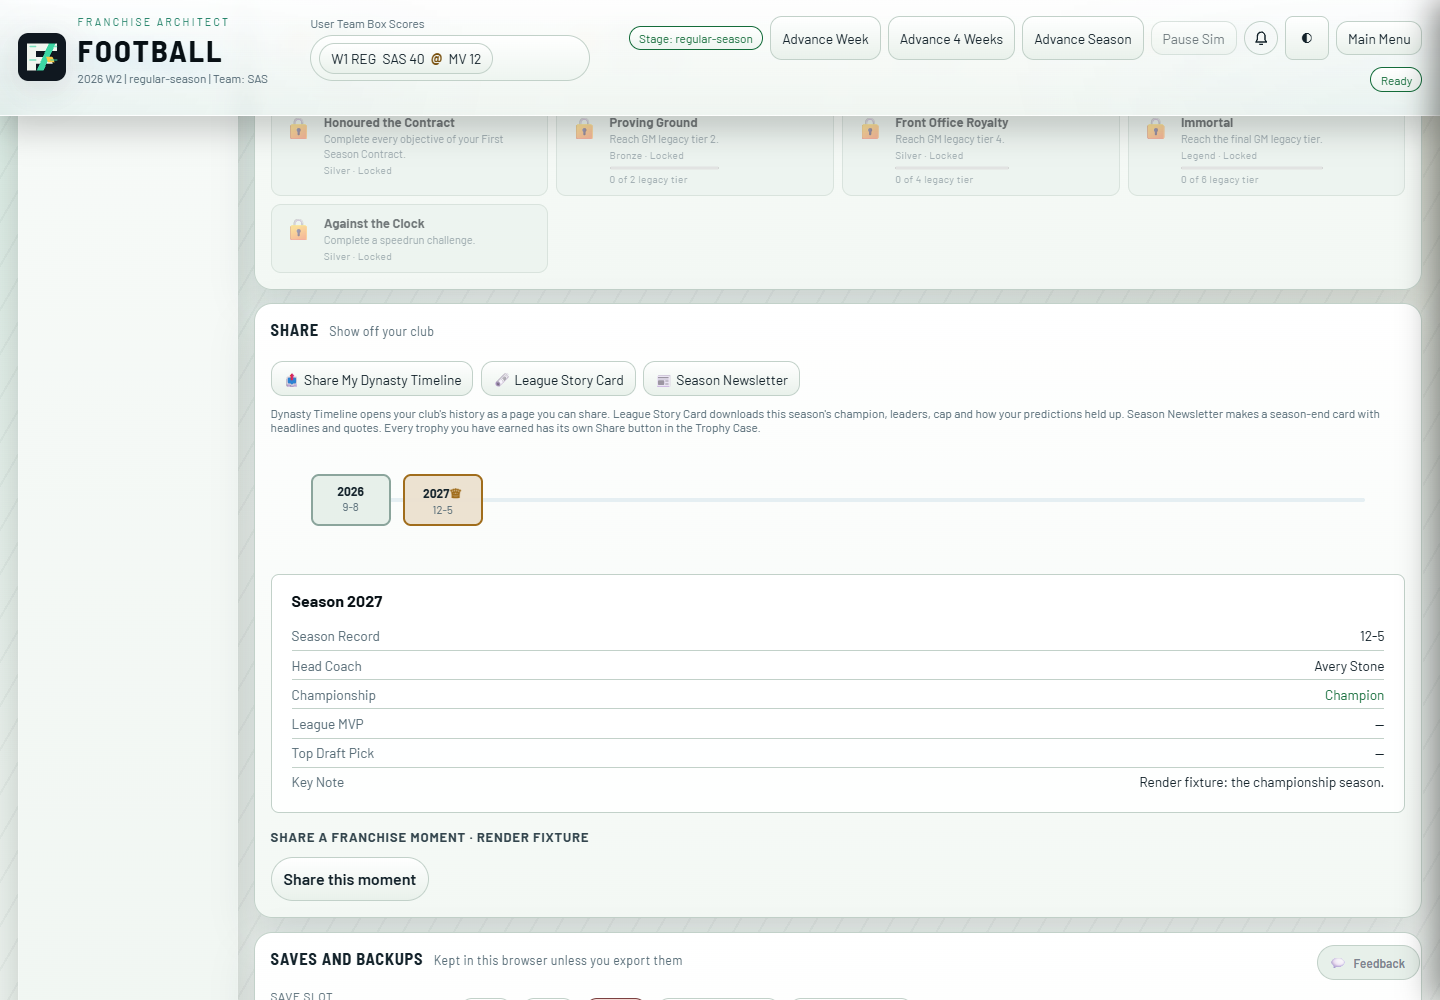 FRANCHISE ARCHITECT
FOOTBALL
2026 W2 | regular-season | Team: SAS
User Team Box Scores
W1 REG SAS 40 @ MV 12
Stage: regular-season
Advance Week
Advance 4 Weeks
Advance Season
Pause Sim
Main Menu
Ready
Honoured the Contract
Complete every objective of your First
Season Contract.
Silver · Locked
Proving Ground
Reach GM legacy tier 2.
Bronze · Locked
0 of 2 legacy tier
Front Office Royalty
Reach GM legacy tier 4.
Silver · Locked
0 of 4 legacy tier
Immortal
Reach the final GM legacy tier.
Legend · Locked
0 of 6 legacy tier
Against the Clock
Complete a speedrun challenge.
Silver · Locked
SHARE Show off your club
Share My Dynasty Timeline
League Story Card
Season Newsletter
Dynasty Timeline opens your club's history as a page you can share. League Story Card downloads this season's champion, leaders, cap and how your predictions held up. Season Newsletter makes a season-end card with
headlines and quotes. Every trophy you have earned has its own Share button in the Trophy Case.
2026
9-8
2027♛
12-5
Season 2027
Season Record 12-5
Head Coach Avery Stone
Championship Champion
League MVP —
Top Draft Pick —
Key Note Render fixture: the championship season.
SHARE A FRANCHISE MOMENT · RENDER FIXTURE
Share this moment
SAVES AND BACKUPS Kept in this browser unless you export them
Feedback
SAVE SLOT